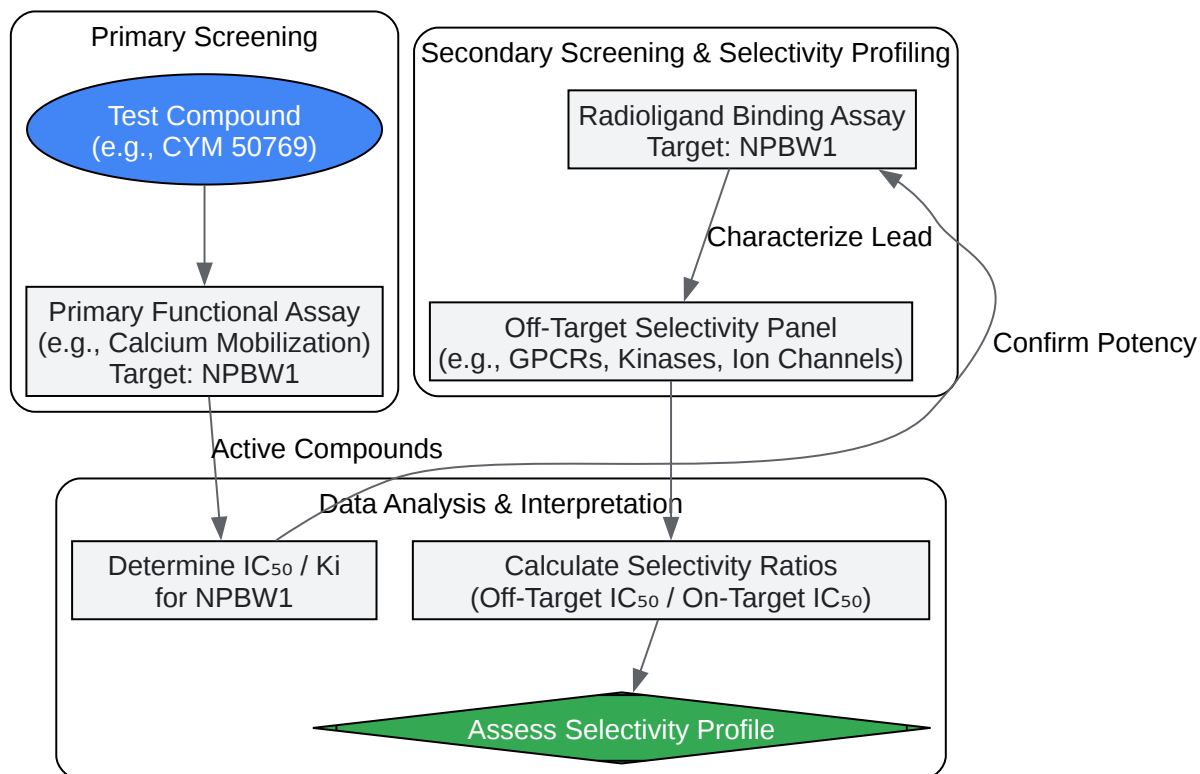 Primary Screening
Test Compound
(e.g., CYM 50769)
Primary Functional Assay
(e.g., Calcium Mobilization)
Target: NPBW1
Active Compounds
Secondary Screening & Selectivity Profiling
Radioligand Binding Assay
Target: NPBW1
Characterize Lead
Off-Target Selectivity Panel
(e.g., GPCRs, Kinases, Ion Channels)
Confirm Potency
Data Analysis & Interpretation
Determine IC₅₀ / Ki
for NPBW1
Calculate Selectivity Ratios
(Off-Target IC₅₀ / On-Target IC₅₀)
Assess Selectivity Profile